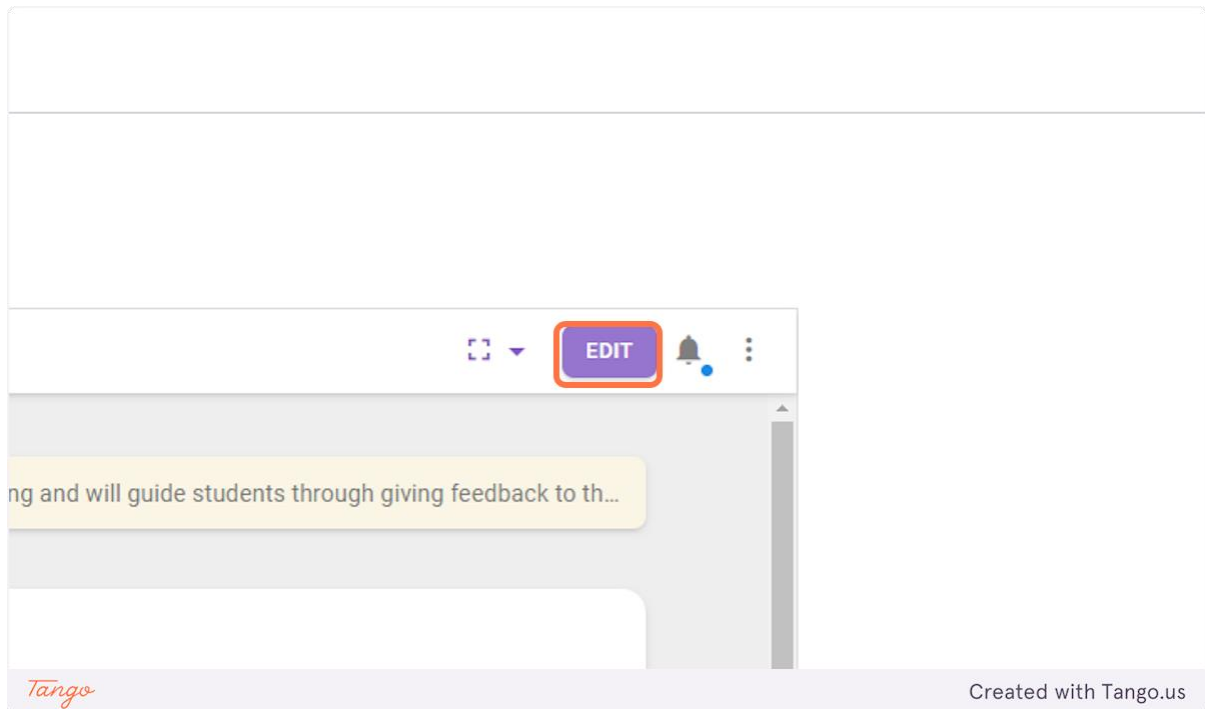 EDIT
ng and will guide students through giving feedback to th...
Tango
Created with Tango.us